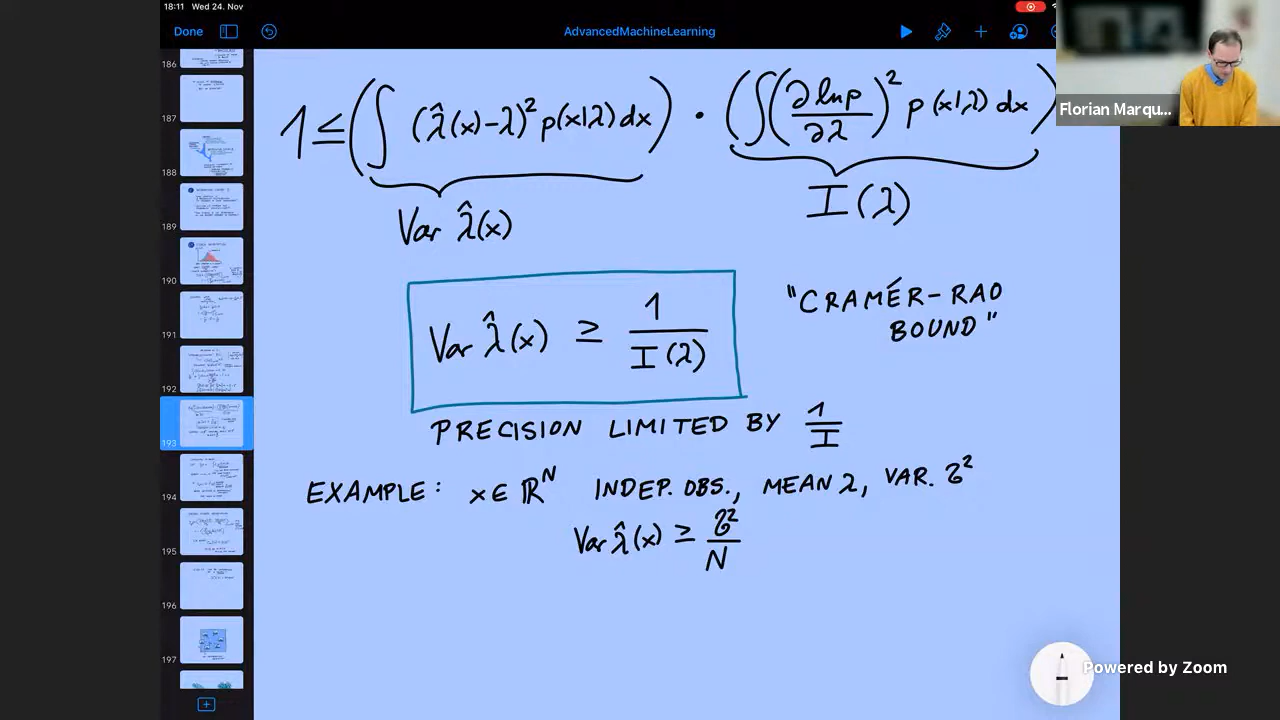 18:11 Wed 24. Nov
Done
AdvancedMachineLearning
Florian Marqu...
186
187
188
189
190
191
192
193
194
195
196
197
1 ≤ (∫ (λ̂(x)-λ)² p(x|λ) dx) · (∫ (∂ ln p / ∂λ)² p(x|λ) dx)
Var λ̂(x)
I(λ)
Var λ̂(x) ≥ 1 / I(λ)
"CRAMÉR-RAO
BOUND"
PRECISION LIMITED BY 1/I
EXAMPLE: x ∈ ℝᴺ INDEP. OBS., MEAN λ, VAR. σ²
Var λ̂(x) ≥ σ²/N
Powered by Zoom